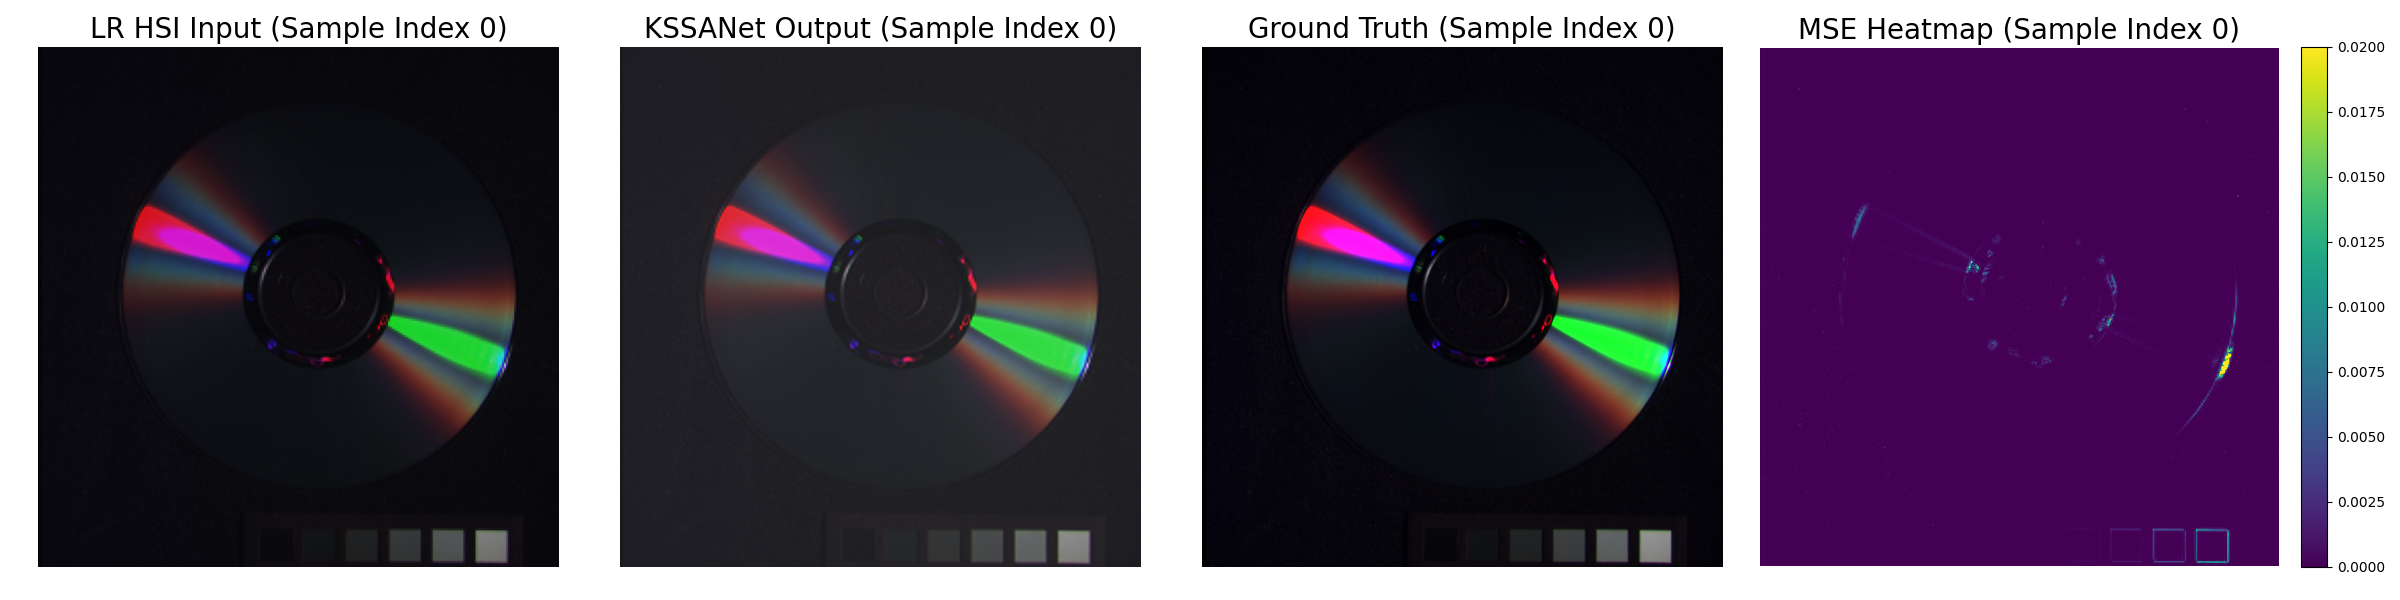 LR HSI Input (Sample Index 0)
KSSANet Output (Sample Index 0)
Ground Truth (Sample Index 0)
MSE Heatmap (Sample Index 0)
0.0200
0.0175
0.0150
0.0125
0.0100
0.0075
0.0050
0.0025
0.0000